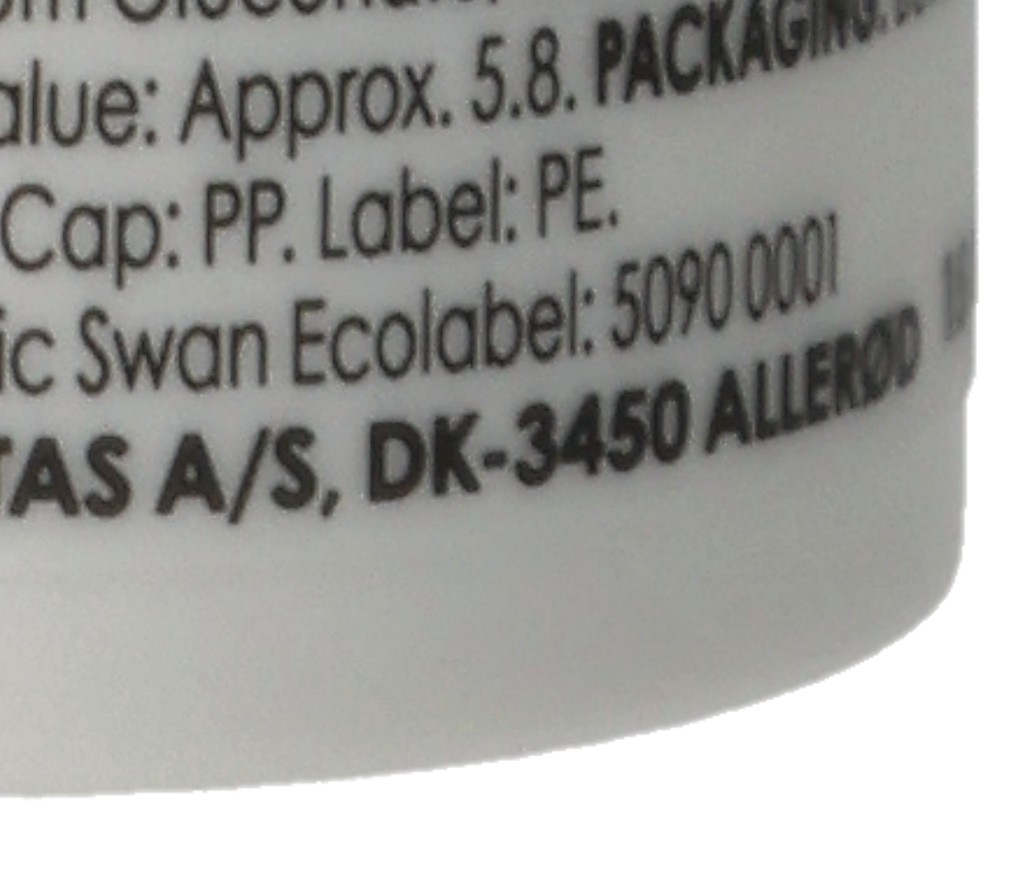 alue: Approx. 5.8. PACKAGING:
Cap: PP. Label: PE.
ic Swan Ecolabel: 5090 0001
TAS A/S, DK-3450 ALLERØD